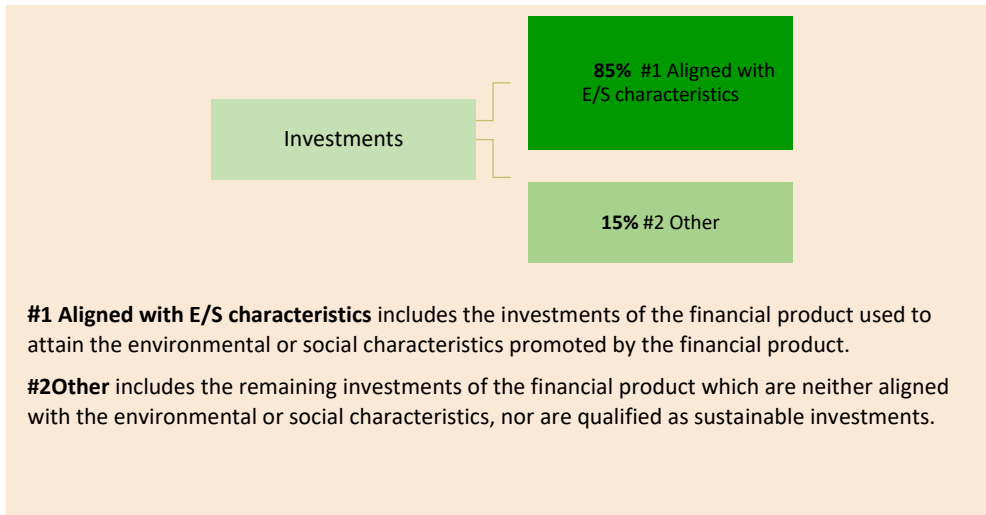 85% #1 Aligned with
E/S characteristics
Investments
15% #2 Other
#1 Aligned with E/S characteristics includes the investments of the financial product used to
attain the environmental or social characteristics promoted by the financial product.
#2Other includes the remaining investments of the financial product which are neither aligned
with the environmental or social characteristics, nor are qualified as sustainable investments.